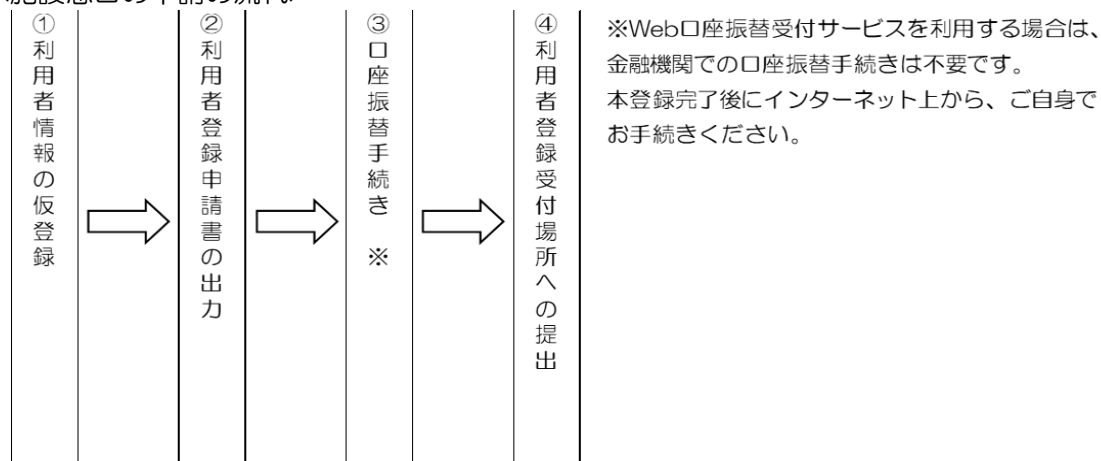 ①利用者情報の仮登録
②利用者登録申請書の出力
③口座振替手続き ※
④利用者登録受付場所への提出
※Web口座振替受付サービスを利用する場合は、
金融機関での口座振替手続きは不要です。
本登録完了後にインターネット上から、ご自身で
お手続きください。